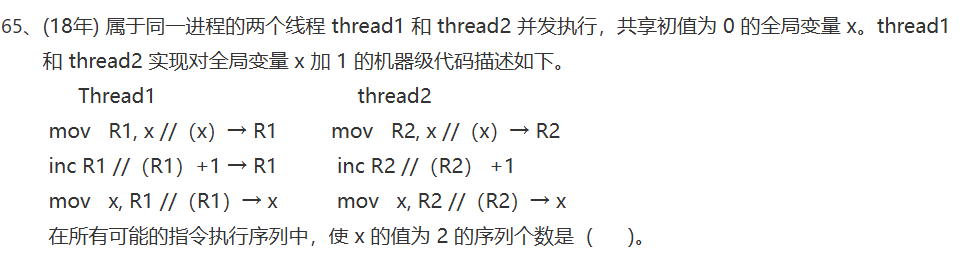 65、(18年) 属于同一进程的两个线程 thread1 和 thread2 并发执行，共享初值为 0 的全局变量 x。thread1
和 thread2 实现对全局变量 x 加 1 的机器级代码描述如下。
Thread1 thread2
mov R1, x //（x）→ R1 mov R2, x //（x）→ R2
inc R1 //（R1）+1 → R1 inc R2 //（R2） +1
mov x, R1 //（R1）→ x mov x, R2 //（R2）→ x
在所有可能的指令执行序列中，使 x 的值为 2 的序列个数是（ )。